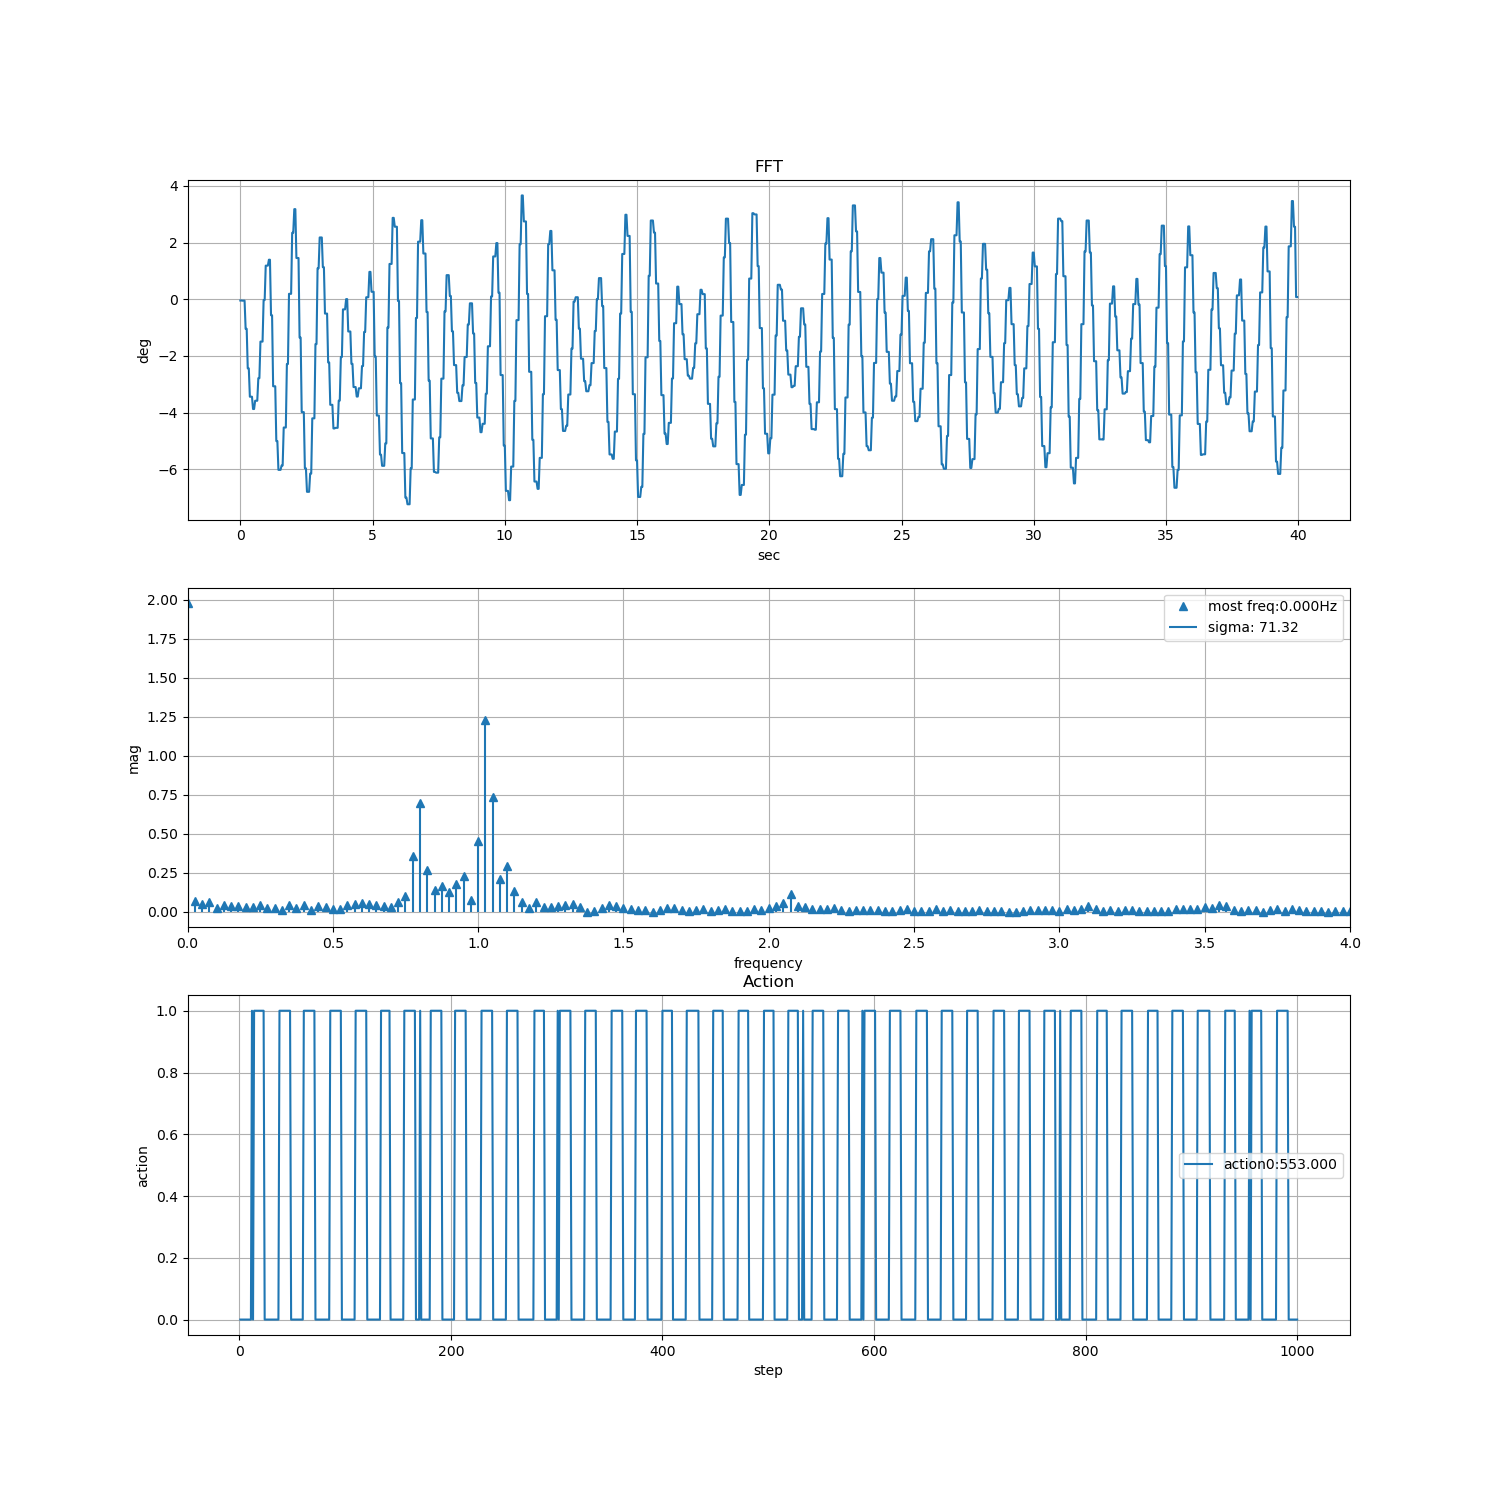 FFT
4
2
0
−2
−4
−6
deg
0 5 10 15 20 25 30 35 40
sec
2.00
1.75
1.50
1.25
1.00
0.75
0.50
0.25
0.00
mag
most freq:0.000Hz
sigma: 71.32
0.0 0.5 1.0 1.5 2.0 2.5 3.0 3.5 4.0
frequency
Action
1.0
0.8
0.6
0.4
0.2
0.0
action
action0:553.000
0 200 400 600 800 1000
step